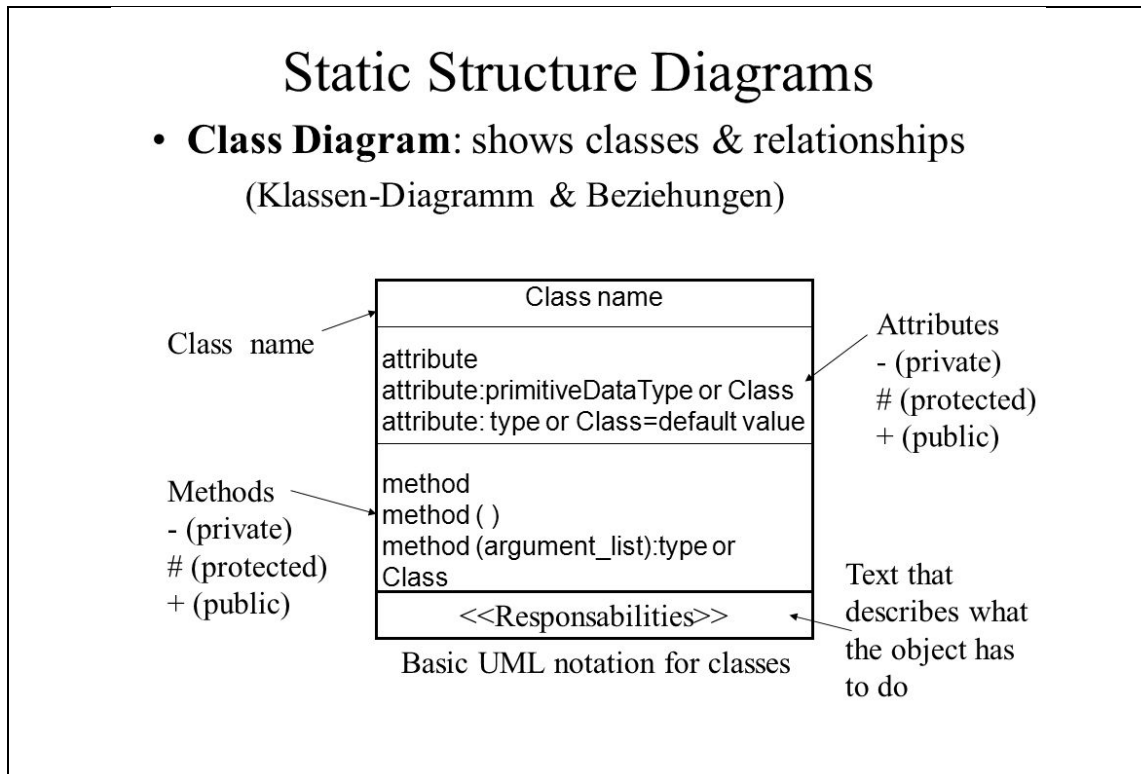 Static Structure Diagrams
• Class Diagram: shows classes & relationships
(Klassen-Diagramm & Beziehungen)
Class name
Class name
attribute
attribute:primitiveDataType or Class
attribute: type or Class=default value
Attributes
- (private)
# (protected)
+ (public)
Methods
- (private)
# (protected)
+ (public)
method
method ( )
method (argument_list):type or
Class
<<Responsabilities>>
Text that
describes what
the object has
to do
Basic UML notation for classes